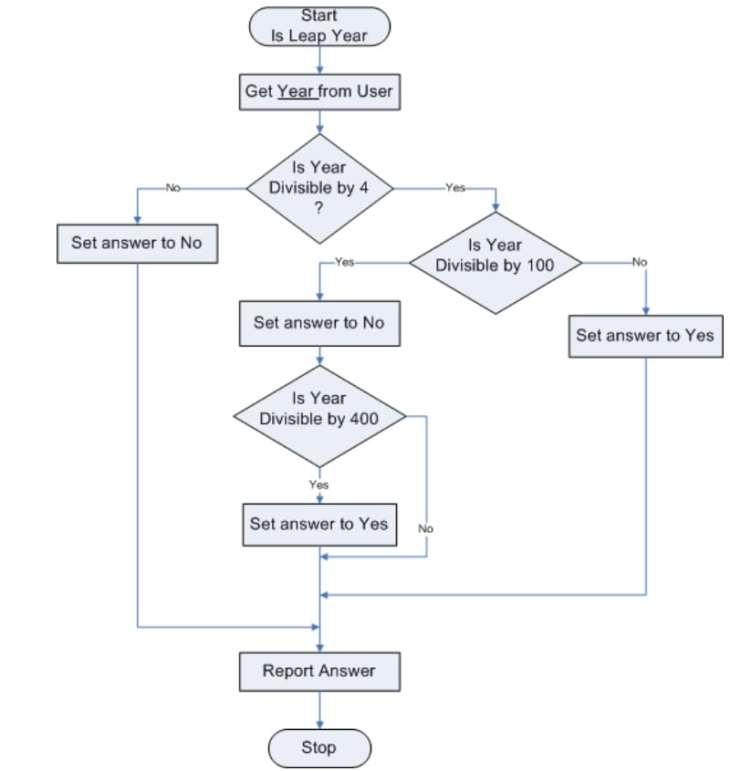 Start
Is Leap Year
Get Year from User
Is Year
Divisible by 4
?
No
Yes
Set answer to No
Is Year
Divisible by 100
Yes
No
Set answer to No
Set answer to Yes
Is Year
Divisible by 400
Yes
Set answer to Yes
No
Report Answer
Stop